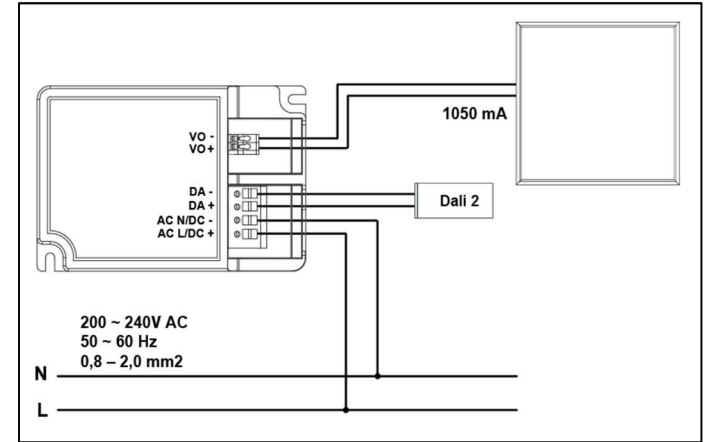 1050 mA
VO -
VO +
DA -
DA +
AC N/DC -
AC L/DC +
Dali 2
200 ~ 240V AC
50 ~ 60 Hz
0,8 – 2,0 mm2
N
L